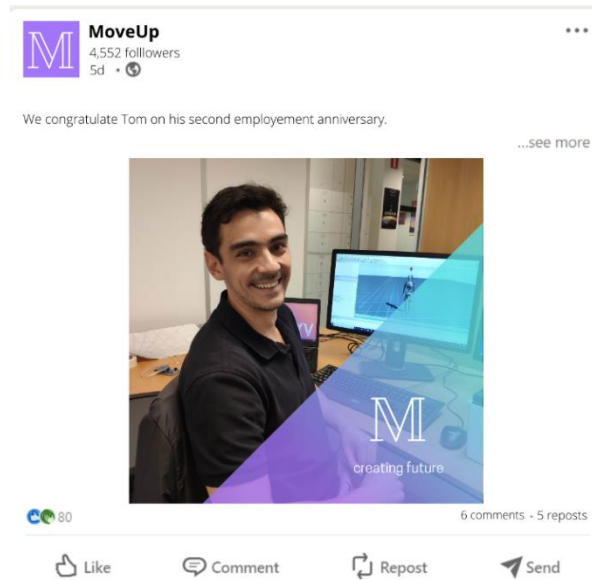 M
MoveUp
4,552 folllowers
5d •
We congratulate Tom on his second employement anniversary.
...see more
M
creating future
80
6 comments - 5 reposts
Like
Comment
Repost
Send